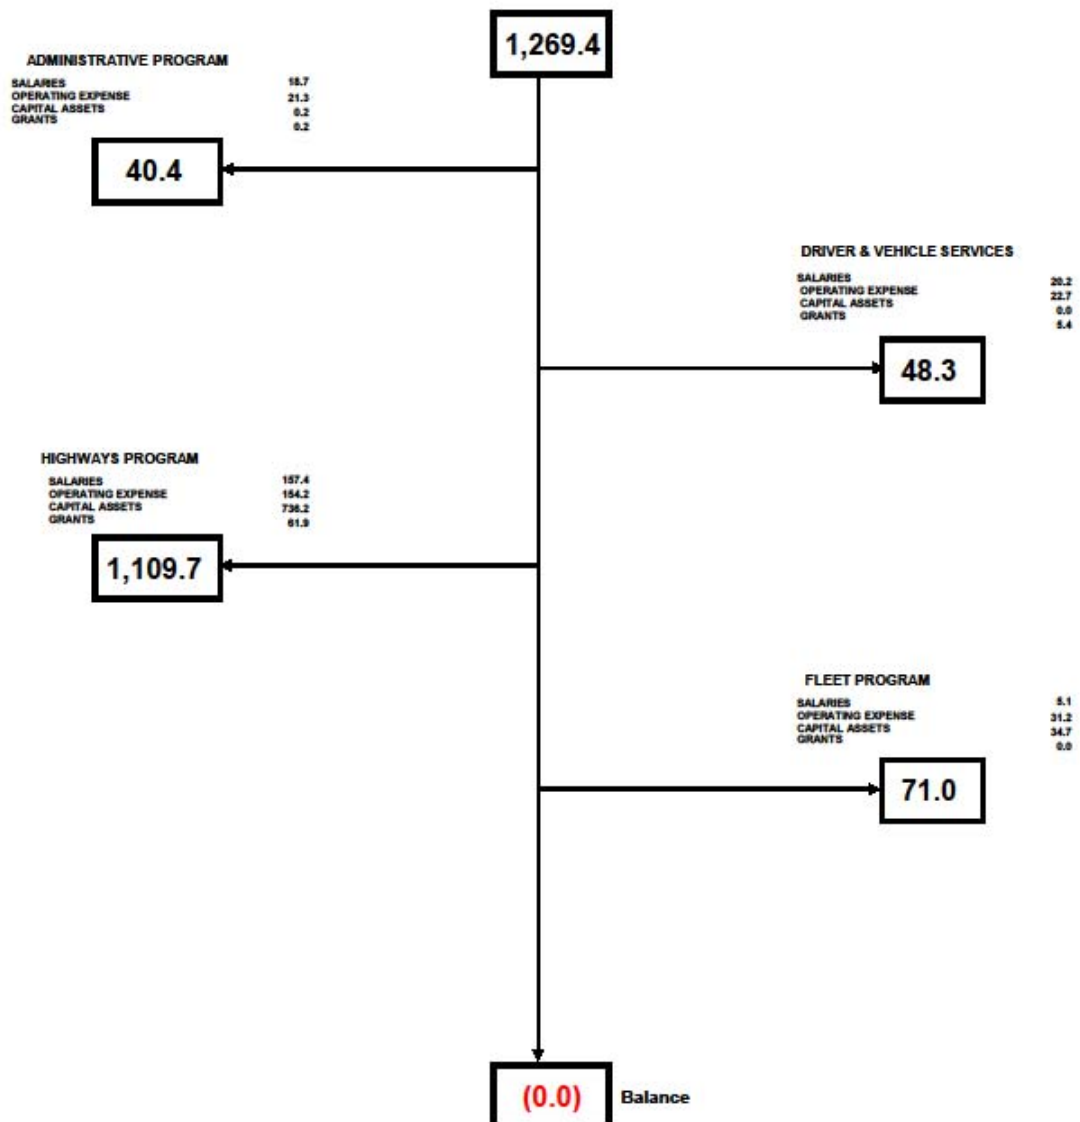 1,269.4
ADMINISTRATIVE PROGRAM
SALARIES 18.7
OPERATING EXPENSE 21.3
CAPITAL ASSETS 0.2
GRANTS 0.2
40.4
DRIVER & VEHICLE SERVICES
SALARIES 20.2
OPERATING EXPENSE 22.7
CAPITAL ASSETS 0.0
GRANTS 5.4
48.3
HIGHWAYS PROGRAM
SALARIES 157.4
OPERATING EXPENSE 154.2
CAPITAL ASSETS 736.2
GRANTS 61.9
1,109.7
FLEET PROGRAM
SALARIES 5.1
OPERATING EXPENSE 31.2
CAPITAL ASSETS 34.7
GRANTS 0.0
71.0
(0.0) Balance